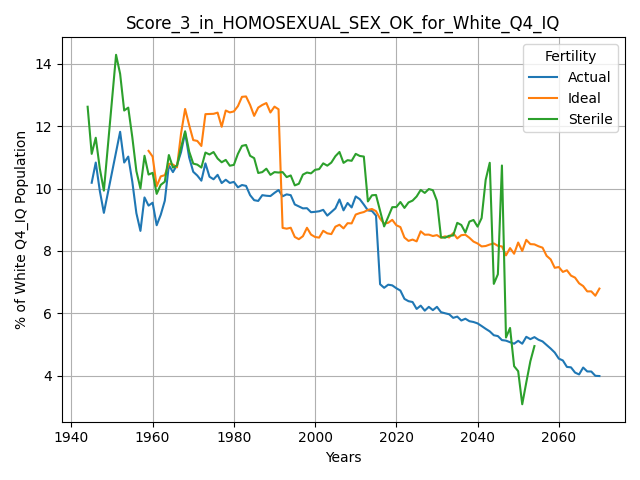 Score_3_in_HOMOSEXUAL_SEX_OK_for_White_Q4_IQ
Fertility
Actual
Ideal
Sterile
% of White Q4_IQ Population
14
12
10
8
6
4
1940 1960 1980 2000 2020 2040 2060
Years